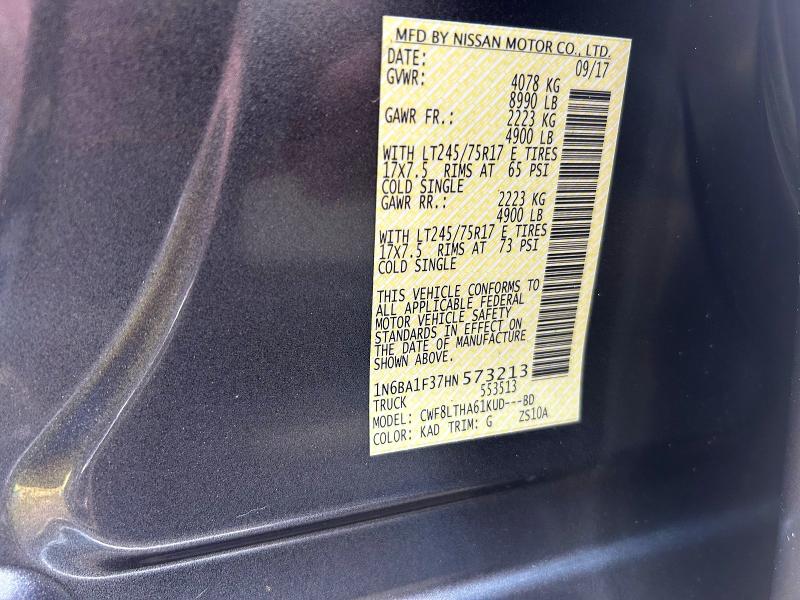 MFD BY NISSAN MOTOR CO., LTD.
DATE: 09/17
GVWR: 4078 KG
8990 LB
GAWR FR.: 2223 KG
4900 LB
WITH LT245/75R17 E TIRES
17X7.5 RIMS AT 65 PSI
COLD SINGLE
GAWR RR.: 2223 KG
4900 LB
WITH LT245/75R17 E TIRES
17X7.5 RIMS AT 73 PSI
COLD SINGLE
THIS VEHICLE CONFORMS TO
ALL APPLICABLE FEDERAL
MOTOR VEHICLE SAFETY
STANDARDS IN EFFECT ON
THE DATE OF MANUFACTURE
SHOWN ABOVE.
1N6BA1F37HN573213
TRUCK 553513
MODEL: CWF8LTHA61KUD---BD
COLOR: KAD TRIM: G ZS10A